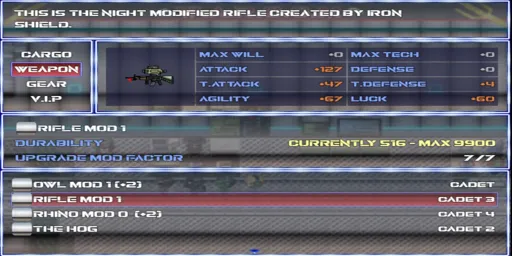 THIS IS THE NIGHT MODIFIED RIFLE CREATED BY IRON
SHIELD.
CARGO
WEAPON
GEAR
V.I.P
MAX WILL +0 MAX TECH +0
ATTACK +127 DEFENSE +0
T.ATTACK +47 T.DEFENSE +4
AGILITY +67 LUCK +60
RIFLE MOD 1
DURABILITY CURRENTLY 516 - MAX 9900
UPGRADE MOD FACTOR 7/7
OWL MOD 1 (+2) CADET
RIFLE MOD 1 CADET 3
RHINO MOD 0 (+2) CADET 4
THE HOG CADET 2